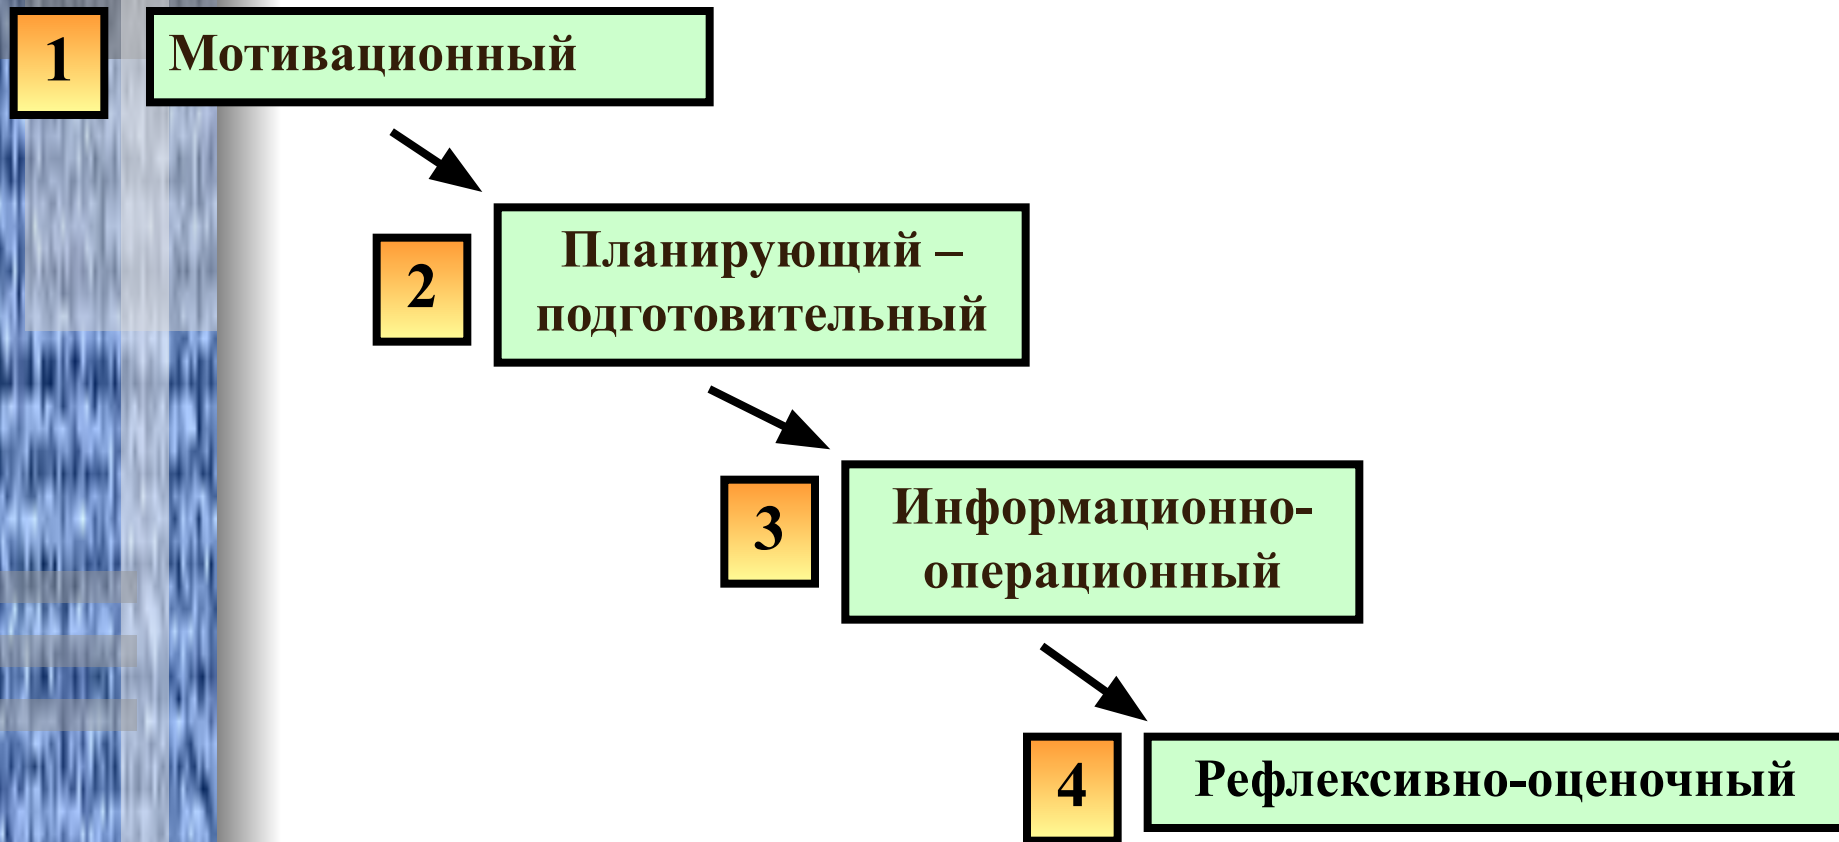 1
Мотивационный
2
Планирующий –
подготовительный
3
Информационно-
операционный
4
Рефлексивно-оценочный